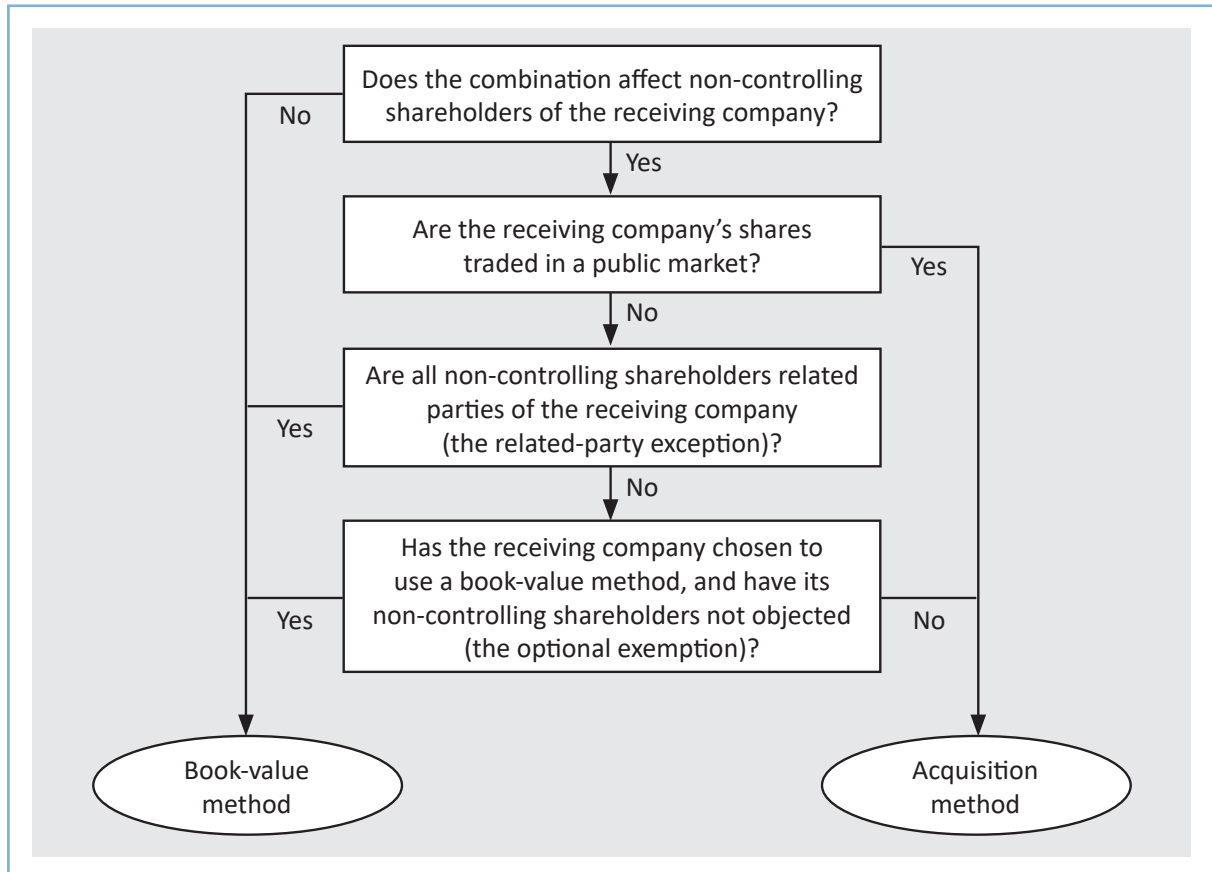 Does the combination affect non-controlling
shareholders of the receiving company?
No
Yes
Are the receiving company’s shares
traded in a public market?
Yes
No
Are all non-controlling shareholders related
parties of the receiving company
(the related-party exception)?
Yes
No
Has the receiving company chosen to
use a book-value method, and have its
non-controlling shareholders not objected
(the optional exemption)?
Yes
No
Book-value
method
Acquisition
method